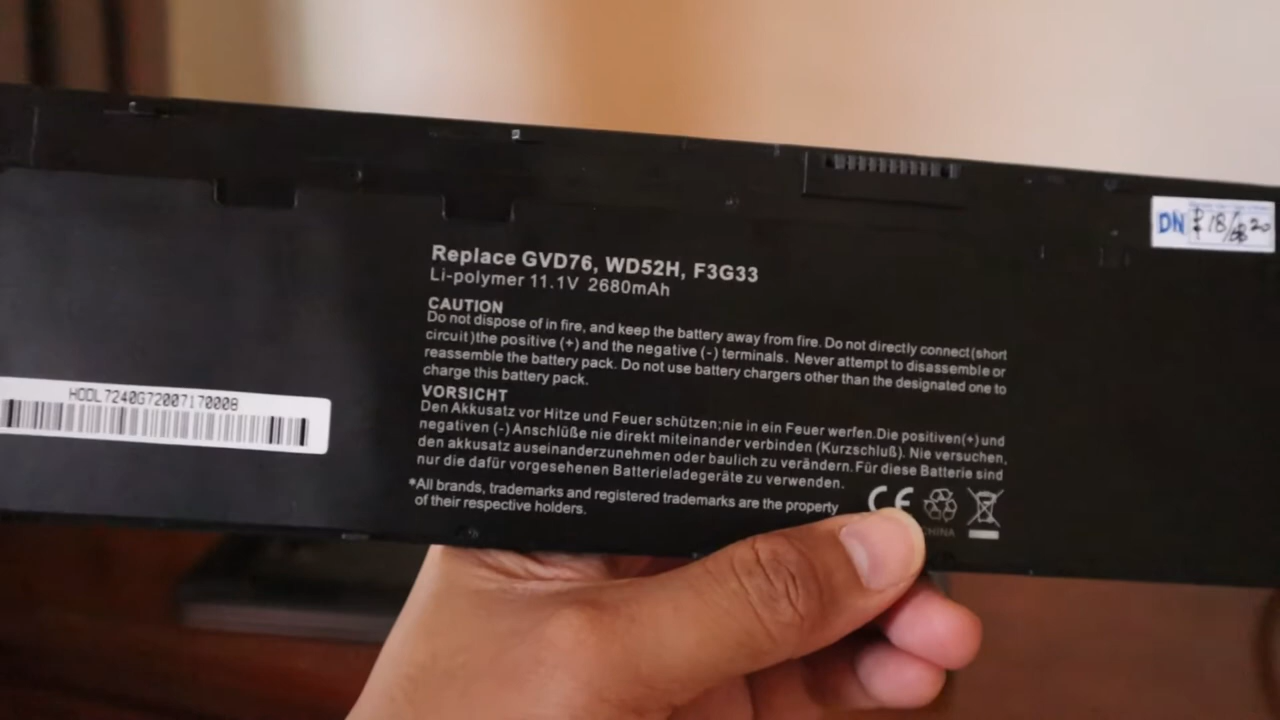 Replace GVD76, WD52H, F3G33
Li-polymer 11.1V 2680mAh
CAUTION
Do not dispose of in fire, and keep the battery away from fire. Do not directly connect(short
circuit)the positive (+) and the negative (-) terminals. Never attempt to disassemble or
reassemble the battery pack. Do not use battery chargers other than the designated one to
charge this battery pack.
VORSICHT
Den Akkusatz vor Hitze und Feuer schützen;nie in ein Feuer werfen.Die positiven(+)und
negativen (-) Anschlüße nie direkt miteinander verbinden (Kurzschluß). Nie versuchen,
den akkusatz auseinanderzunehmen oder baulich zu verändern. Für diese Batterie sind
nur die dafür vorgesehenen Batterieladegeräte zu verwenden.
*All brands, trademarks and registered trademarks are the property
of their respective holders.
CE
CHINA
HODL7240G72007170008
DN